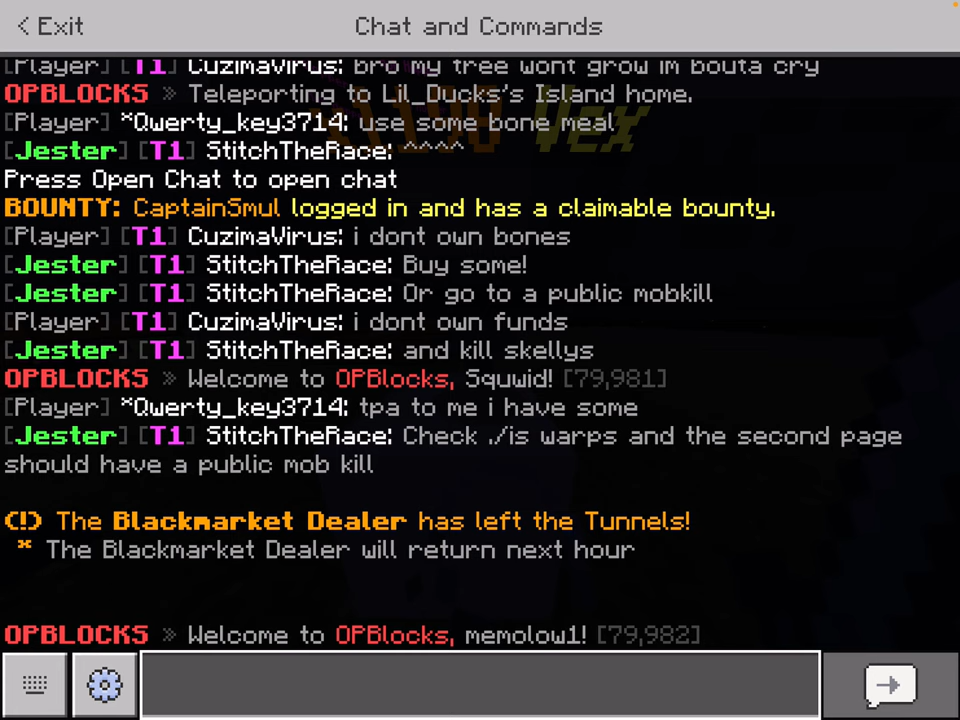 < Exit
Chat and Commands
[Player] [T1] CuzimaVirus: bro my tree wont grow im bouta cry
OPBLOCKS » Teleporting to Lil_Ducks's Island home.
[Player] *Qwerty_key3714: use some bone meal
[Jester] [T1] StitchTheRace: ^^^^
Press Open Chat to open chat
BOUNTY: CaptainSmul logged in and has a claimable bounty.
[Player] [T1] CuzimaVirus: i dont own bones
[Jester] [T1] StitchTheRace: Buy some!
[Jester] [T1] StitchTheRace: Or go to a public mobkill
[Player] [T1] CuzimaVirus: i dont own funds
[Jester] [T1] StitchTheRace: and kill skellys
OPBLOCKS » Welcome to OPBlocks, Squwid! [79,981]
[Player] *Qwerty_key3714: tpa to me i have some
[Jester] [T1] StitchTheRace: Check ./is warps and the second page
should have a public mob kill
(!) The Blackmarket Dealer has left the Tunnels!
* The Blackmarket Dealer will return next hour
OPBLOCKS » Welcome to OPBlocks, memolow1! [79,982]
Vex